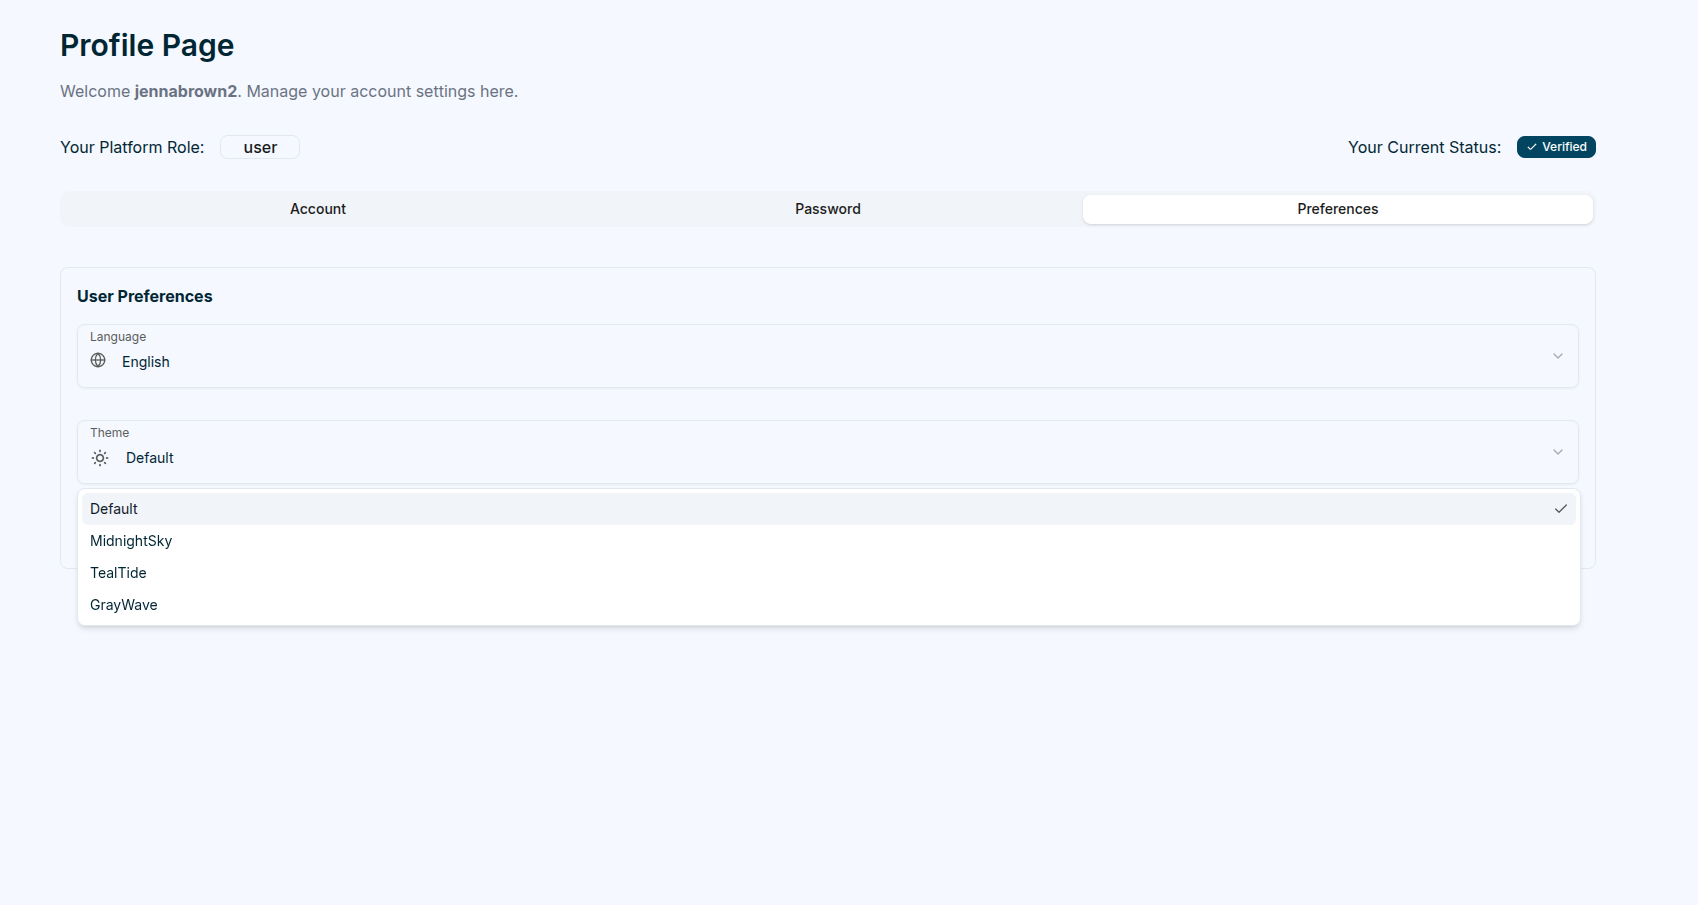 Profile Page
Welcome jennabrown2. Manage your account settings here.
Your Platform Role: user
Your Current Status: Verified
Account Password Preferences
User Preferences
Language
English
Theme
Default
Default
MidnightSky
TealTide
GrayWave